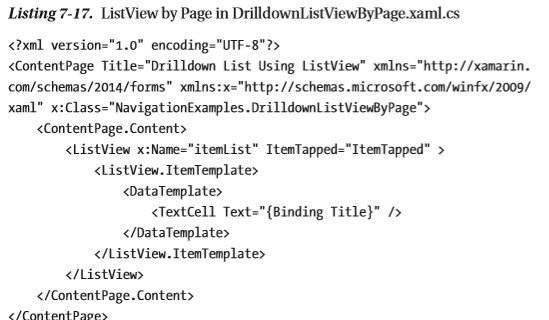 Listing 7-17. ListView by Page in DrilldownListViewByPage.xaml.cs
<?xml version="1.0" encoding="UTF-8"?>
<ContentPage Title="Drilldown List Using ListView" xmlns="http://xamarin.
com/schemas/2014/forms" xmlns:x="http://schemas.microsoft.com/winfx/2009/
xaml" x:Class="NavigationExamples.DrilldownListViewByPage">
    <ContentPage.Content>
        <ListView x:Name="itemList" ItemTapped="ItemTapped" >
            <ListView.ItemTemplate>
                <DataTemplate>
                    <TextCell Text="{Binding Title}" />
                </DataTemplate>
            </ListView.ItemTemplate>
        </ListView>
    </ContentPage.Content>
</ContentPage>